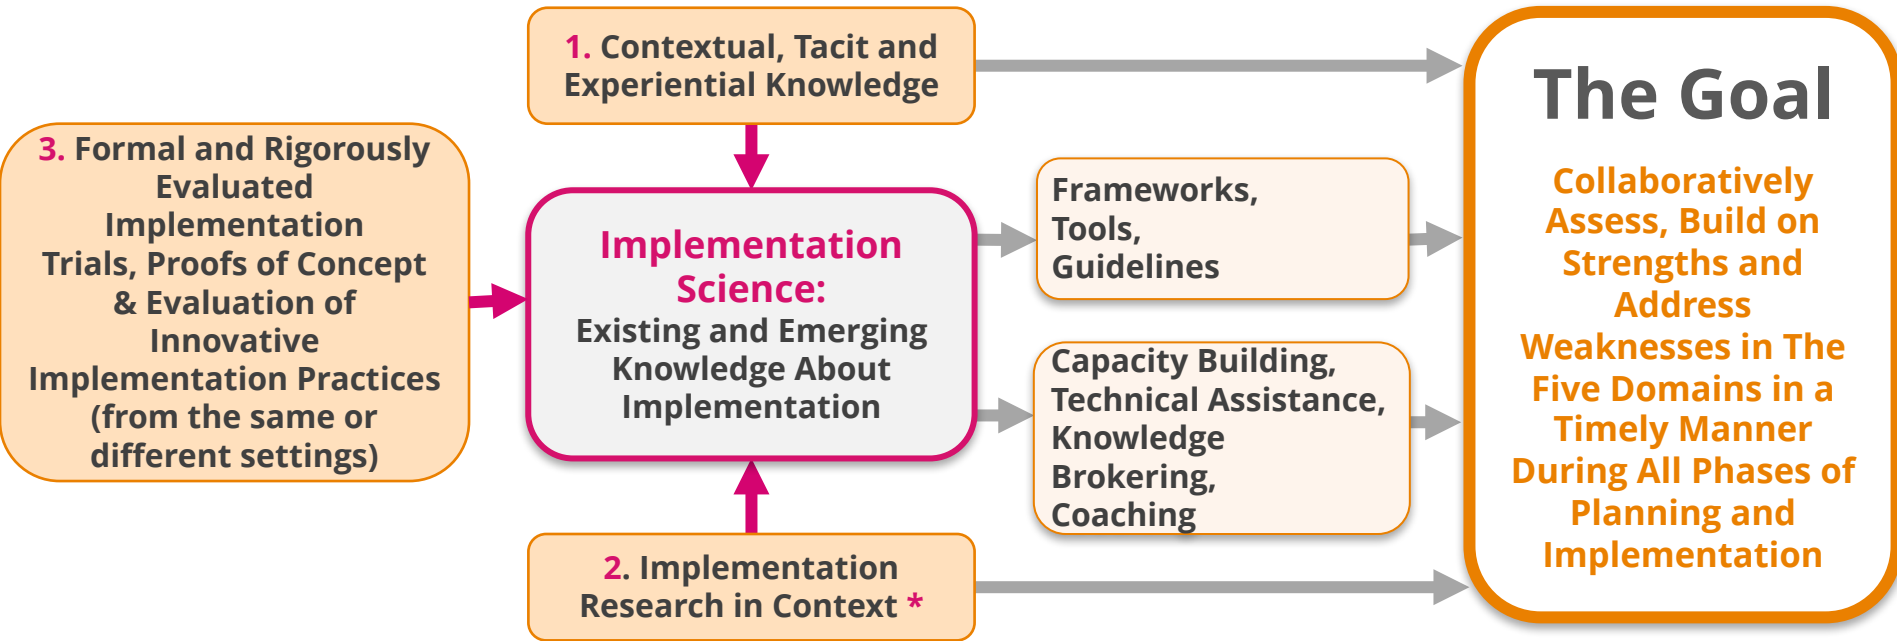 1. Contextual, Tacit and
Experiential Knowledge
3. Formal and Rigorously
Evaluated
Implementation
Trials, Proofs of Concept
& Evaluation of
Innovative
Implementation Practices
(from the same or
different settings)
Implementation
Science:
Existing and Emerging
Knowledge About
Implementation
2. Implementation
Research in Context *
Frameworks,
Tools,
Guidelines
Capacity Building,
Technical Assistance,
Knowledge
Brokering,
Coaching
The Goal
Collaboratively
Assess, Build on
Strengths and
Address
Weaknesses in The
Five Domains in a
Timely Manner
During All Phases of
Planning and
Implementation